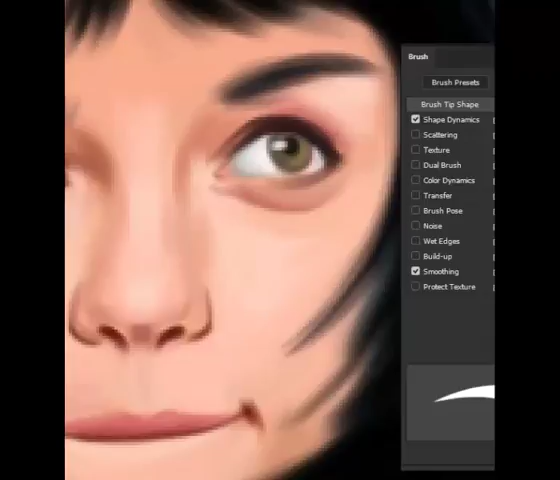 Brush
Brush Presets
Brush Tip Shape
Shape Dynamics
Scattering
Texture
Dual Brush
Color Dynamics
Transfer
Brush Pose
Noise
Wet Edges
Build-up
Smoothing
Protect Texture